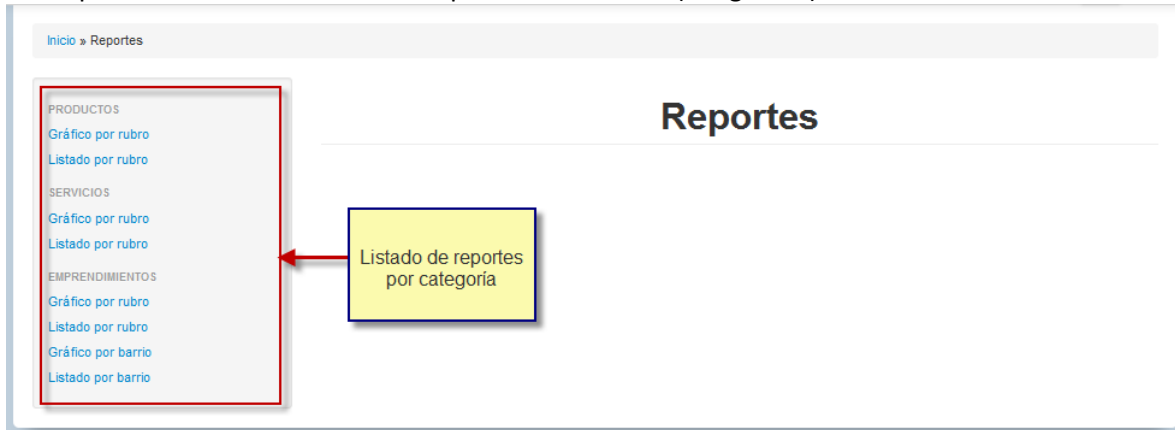 Inicio » Reportes
PRODUCTOS
Gráfico por rubro
Listado por rubro
SERVICIOS
Gráfico por rubro
Listado por rubro
EMPRENDIMIENTOS
Gráfico por rubro
Listado por rubro
Gráfico por barrio
Listado por barrio
Reportes
Listado de reportes
por categoría